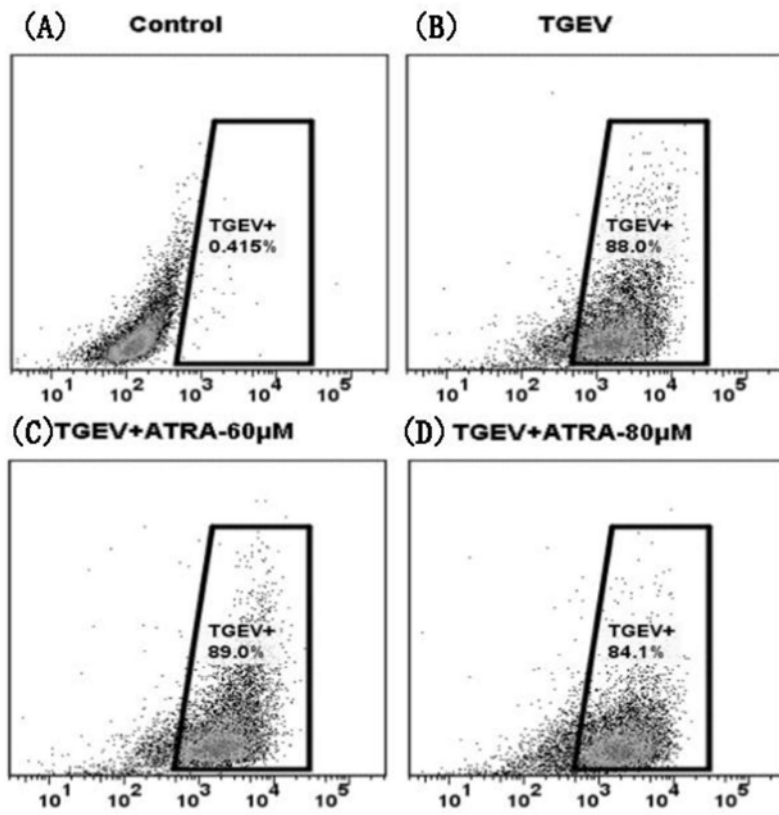 (A) Control
(B) TGEV
TGEV+
0.415%
TGEV+
88.0%
10¹ 10² 10³ 10⁴ 10⁵
10¹ 10² 10³ 10⁴ 10⁵
(C) TGEV+ATRA-60μM
(D) TGEV+ATRA-80μM
TGEV+
89.0%
TGEV+
84.1%
10¹ 10² 10³ 10⁴ 10⁵
10¹ 10² 10³ 10⁴ 10⁵